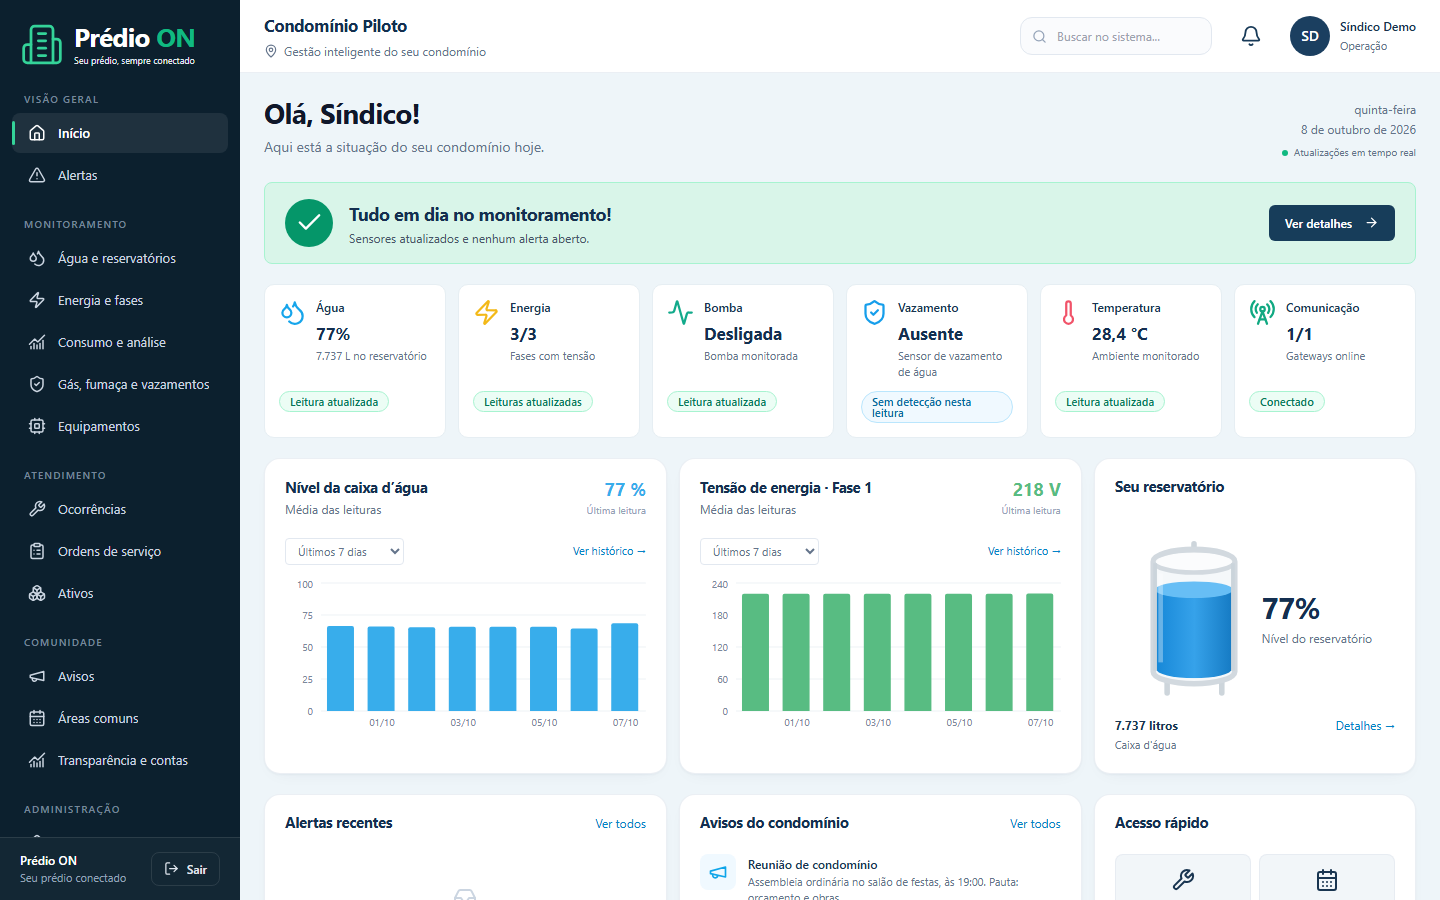 Prédio ON
Seu prédio, sempre conectado
VISÃO GERAL
Início
Alertas
MONITORAMENTO
Água e reservatórios
Energia e fases
Consumo e análise
Gás, fumaça e vazamentos
Equipamentos
ATENDIMENTO
Ocorrências
Ordens de serviço
Ativos
COMUNIDADE
Avisos
Áreas comuns
Transparência e contas
ADMINISTRAÇÃO
Prédio ON
Seu prédio conectado
Sair
Condomínio Piloto
Gestão inteligente do seu condomínio
Buscar no sistema...
SD
Síndico Demo
Operação
Olá, Síndico!
Aqui está a situação do seu condomínio hoje.
quinta-feira
8 de outubro de 2026
Atualizações em tempo real
Tudo em dia no monitoramento!
Sensores atualizados e nenhum alerta aberto.
Ver detalhes →
Água
77%
7.737 L no reservatório
Leitura atualizada
Energia
3/3
Fases com tensão
Leituras atualizadas
Bomba
Desligada
Bomba monitorada
Leitura atualizada
Vazamento
Ausente
Sensor de vazamento
de água
Sem detecção nesta
leitura
Temperatura
28,4 °C
Ambiente monitorado
Leitura atualizada
Comunicação
1/1
Gateways online
Conectado
Nível da caixa d’água
Média das leituras
77 %
Última leitura
Últimos 7 dias
Ver histórico →
100
75
50
25
0
01/10 03/10 05/10 07/10
Tensão de energia · Fase 1
Média das leituras
218 V
Última leitura
Últimos 7 dias
Ver histórico →
240
180
120
60
0
01/10 03/10 05/10 07/10
Seu reservatório
77%
Nível do reservatório
7.737 litros
Caixa d'água
Detalhes →
Alertas recentes
Ver todos
Avisos do condomínio
Ver todos
Reunião de condomínio
Assembleia ordinária no salão de festas, às 19:00. Pauta:
orçamento e obras
Acesso rápido